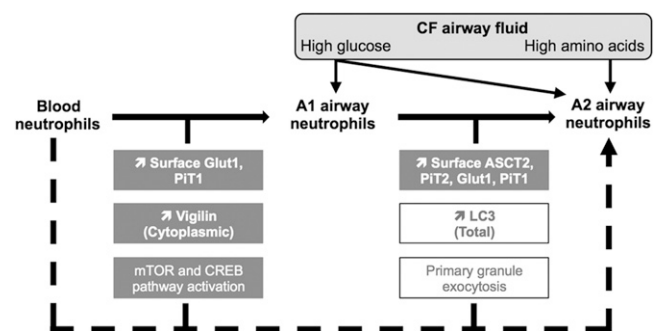 CF airway fluid
High glucose
High amino acids
Blood
neutrophils
A1 airway
neutrophils
A2 airway
neutrophils
↗ Surface Glut1,
PiT1
↗ Vigilin
(Cytoplasmic)
mTOR and CREB
pathway activation
↗ Surface ASCT2,
PiT2, Glut1, PiT1
↗ LC3
(Total)
Primary granule
exocytosis